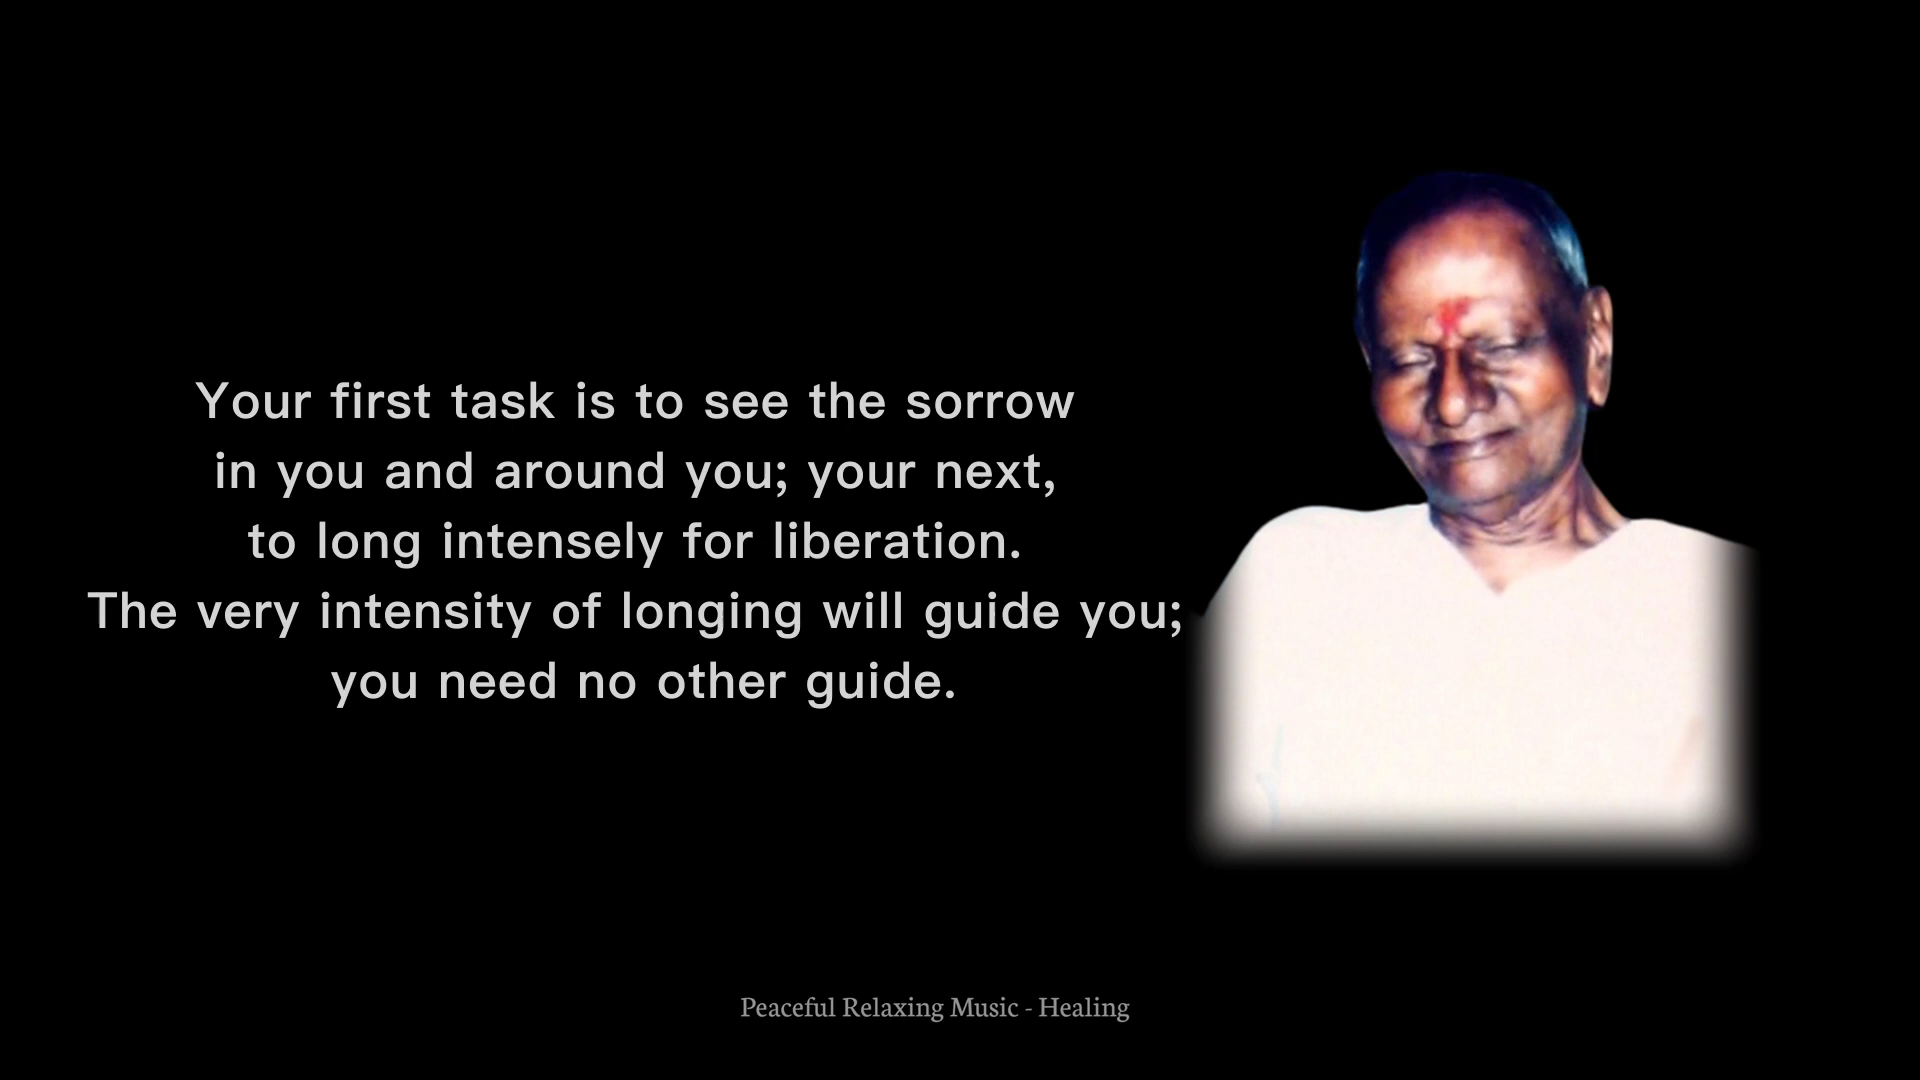 Your first task is to see the sorrow
in you and around you; your next,
to long intensely for liberation.
The very intensity of longing will guide you;
you need no other guide.
Peaceful Relaxing Music - Healing